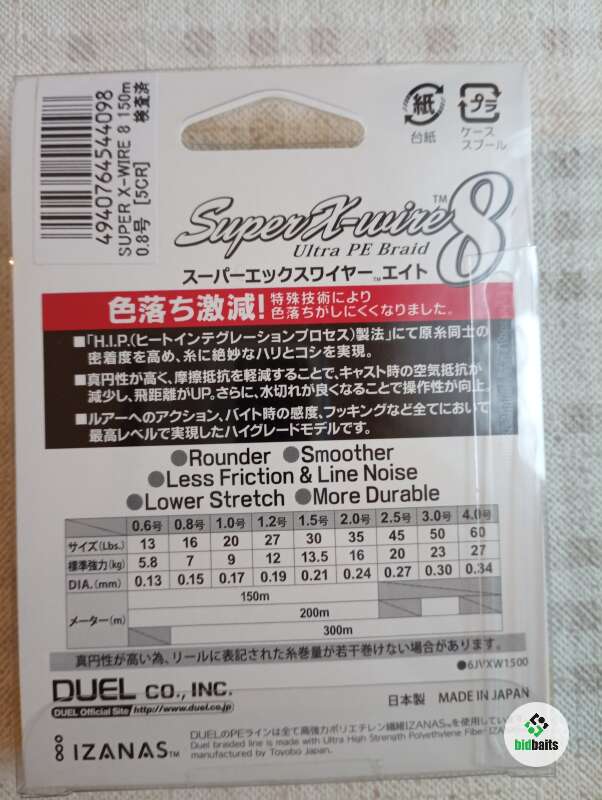 4940764544098
SUPER X-WIRE 8 150m
0.8号 [5CR]
検査済
紙
台紙
プラ
ケース
スプール
Super X-wire™ 8
Ultra PE Braid
スーパーエックスワイヤー™エイト
色落ち激減!特殊技術により
色落ちがしにくくなりました。
■「H.I.P.(ヒートインテグレーションプロセス)製法」にて原糸同士の
密着度を高め、糸に絶妙なハリとコシを実現。
■真円性が高く、摩擦抵抗を軽減することで、キャスト時の空気抵抗が
減少し、飛距離がUP。さらに、水切れが良くなることで操作性が向上。
■ルアーへのアクション、バイト時の感度、フッキングなど全てにおいて
最高レベルで実現したハイグレードモデルです。
●Rounder ●Smoother
●Less Friction & Line Noise
●Lower Stretch ●More Durable
0.6号 0.8号 1.0号 1.2号 1.5号 2.0号 2.5号 3.0号 4.0号
サイズ(Lbs.) 13 16 20 27 30 35 45 50 60
標準強力(kg) 5.8 7 9 12 13.5 16 20 23 27
DIA.(mm) 0.13 0.15 0.17 0.19 0.21 0.24 0.27 0.30 0.34
メーター(m) 150m
200m
300m
真円性が高い為、リールに表記された糸巻量が若干巻けない場合があります。
●6JVXW1500
DUEL CO., INC.
日本製 MADE IN JAPAN
DUEL Official Site http://www.duel.co.jp
IZANAS™
DUELのPEラインは全て高強力ポリエチレン繊維IZANAS®を使用しています。
Duel braided line is made with Ultra High Strength Polyethylene Fiber IZANAS
manufactured by Toyobo Japan.
bidbaits